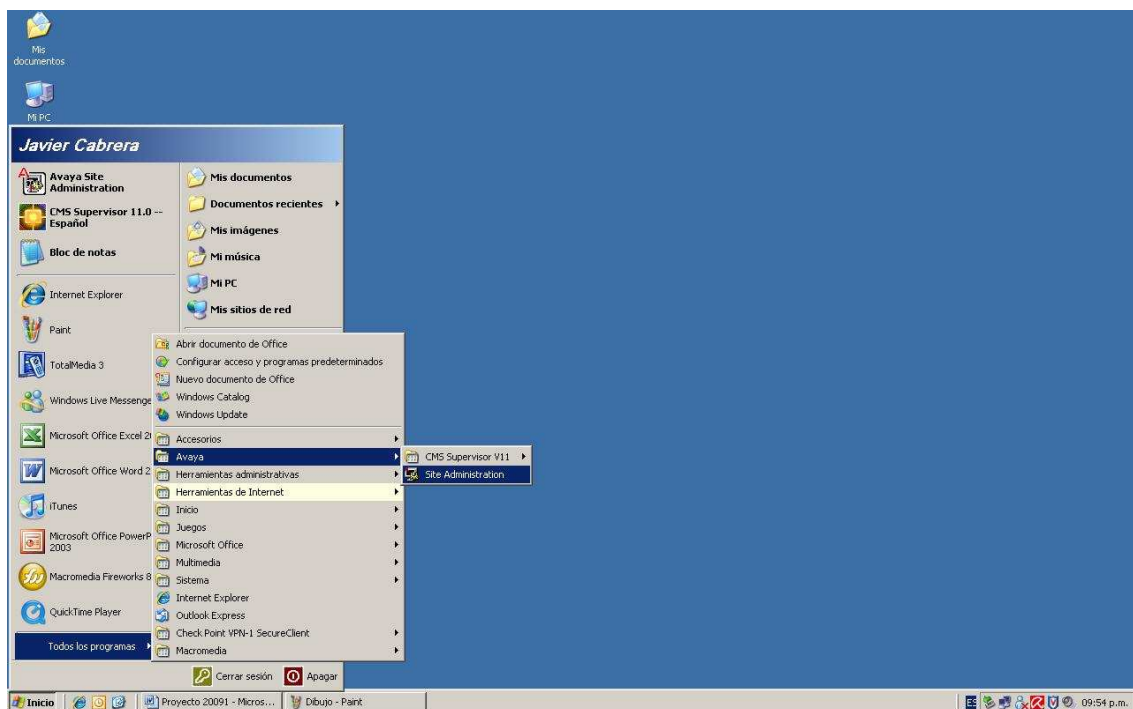 Mis
documentos
Mi PC
Javier Cabrera
Avaya Site
Administration
CMS Supervisor 11.0 --
Español
Bloc de notas
Internet Explorer
Paint
TotalMedia 3
Windows Live Messenge
Microsoft Office Excel 2
Microsoft Office Word 2
iTunes
Microsoft Office PowerP
2003
Macromedia Fireworks 8
QuickTime Player
Todos los programas
Mis documentos
Documentos recientes
Mis imágenes
Mi música
Mi PC
Mis sitios de red
Abrir documento de Office
Configurar acceso y programas predeterminados
Nuevo documento de Office
Windows Catalog
Windows Update
Accesorios
Avaya
Herramientas administrativas
Herramientas de Internet
Inicio
Juegos
Microsoft Office
Multimedia
Sistema
Internet Explorer
Outlook Express
Check Point VPN-1 SecureClient
Macromedia
CMS Supervisor V11
Site Administration
Cerrar sesión
Apagar
Inicio
Proyecto 20091 - Micros...
Dibujo - Paint
ES
09:54 p.m.